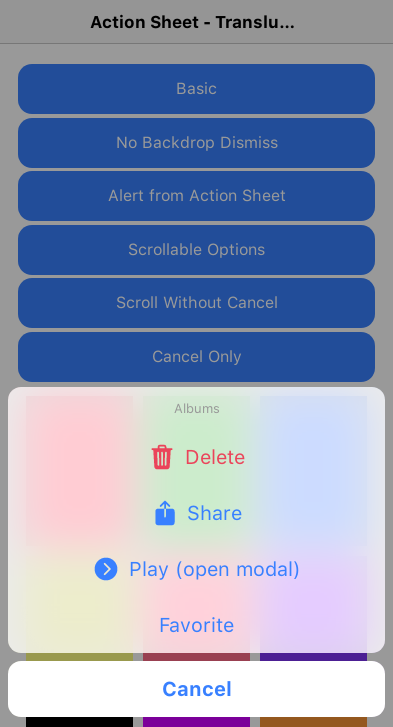 Action Sheet - Translu...
Basic
No Backdrop Dismiss
Alert from Action Sheet
Scrollable Options
Scroll Without Cancel
Cancel Only
Albums
Delete
Share
Play (open modal)
Favorite
Cancel